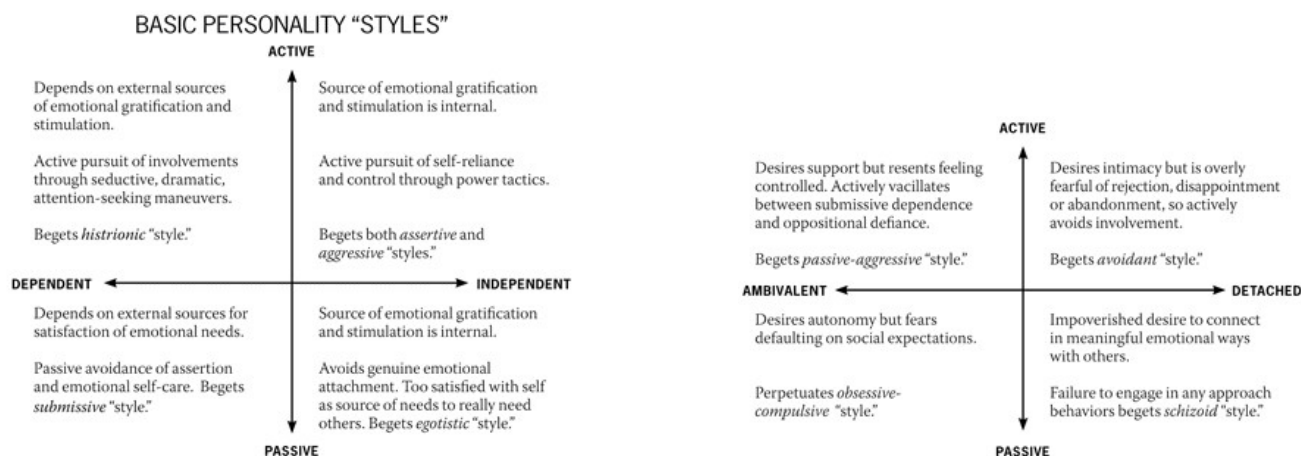 BASIC PERSONALITY “STYLES”
ACTIVE
Depends on external sources
of emotional gratification and
stimulation.
Active pursuit of involvements
through seductive, dramatic,
attention-seeking maneuvers.
Begets histrionic “style.”
Source of emotional gratification
and stimulation is internal.
Active pursuit of self-reliance
and control through power tactics.
Begets both assertive and
aggressive “styles.”
DEPENDENT
INDEPENDENT
Depends on external sources for
satisfaction of emotional needs.
Passive avoidance of assertion
and emotional self-care. Begets
submissive “style.”
Source of emotional gratification
and stimulation is internal.
Avoids genuine emotional
attachment. Too satisfied with self
as source of needs to really need
others. Begets egotistic “style.”
PASSIVE
ACTIVE
Desires support but resents feeling
controlled. Actively vacillates
between submissive dependence
and oppositional defiance.
Begets passive-aggressive “style.”
Desires intimacy but is overly
fearful of rejection, disappointment
or abandonment, so actively
avoids involvement.
Begets avoidant “style.”
AMBIVALENT
DETACHED
Desires autonomy but fears
defaulting on social expectations.
Perpetuates obsessive-
compulsive “style.”
Impoverished desire to connect
in meaningful emotional ways
with others.
Failure to engage in any approach
behaviors begets schizoid “style.”
PASSIVE